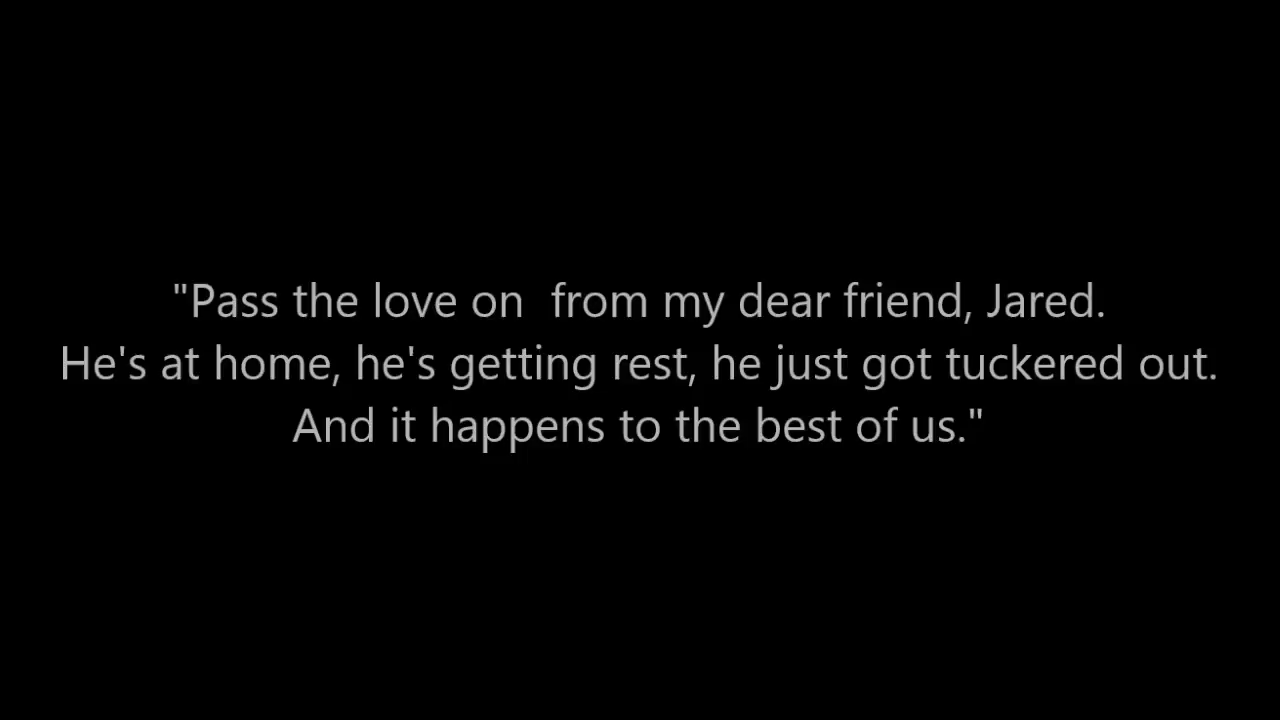 "Pass the love on  from my dear friend, Jared.
He's at home, he's getting rest, he just got tuckered out.
And it happens to the best of us."